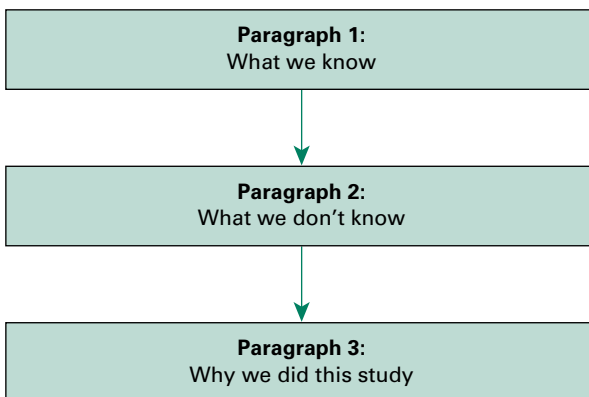 Paragraph 1:
What we know
Paragraph 2:
What we don’t know
Paragraph 3:
Why we did this study